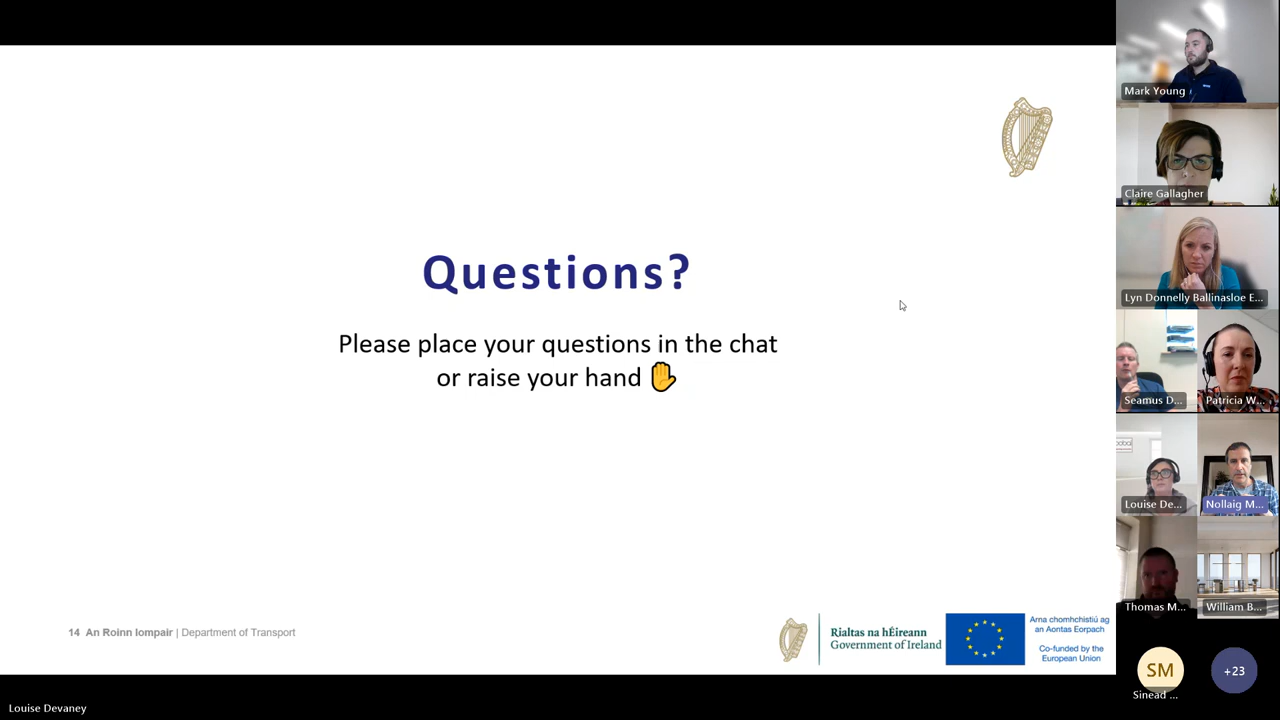 Questions?
Please place your questions in the chat
or raise your hand
14 An Roinn Iompair | Department of Transport
Rialtas na hÉireann
Government of Ireland
Arna chomhchistiú ag
an Aontas Eorpach
Co-funded by the
European Union
Louise Devaney
Mark Young
Claire Gallagher
Lyn Donnelly Ballinasloe E...
Seamus D...
Patricia W...
Louise De...
Nollaig M...
Thomas M...
William B...
SM
Sinead ...
+23